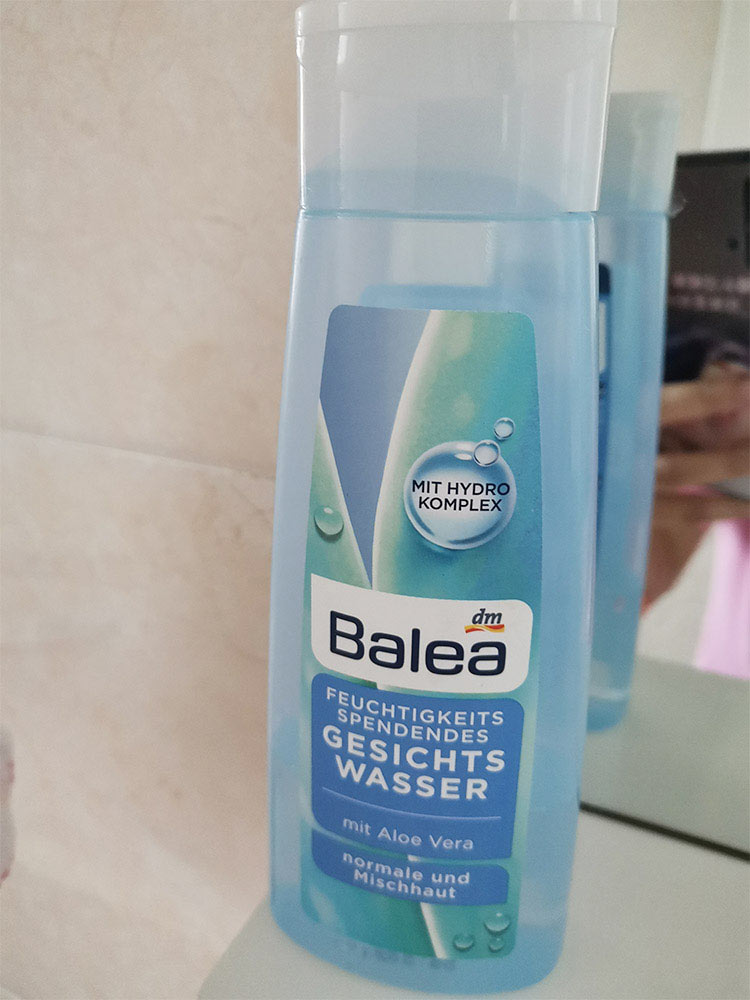 MIT HYDRO
KOMPLEX
dm
Balea
FEUCHTIGKEITS
SPENDENDES
GESICHTS
WASSER
mit Aloe Vera
normale und
Mischhaut